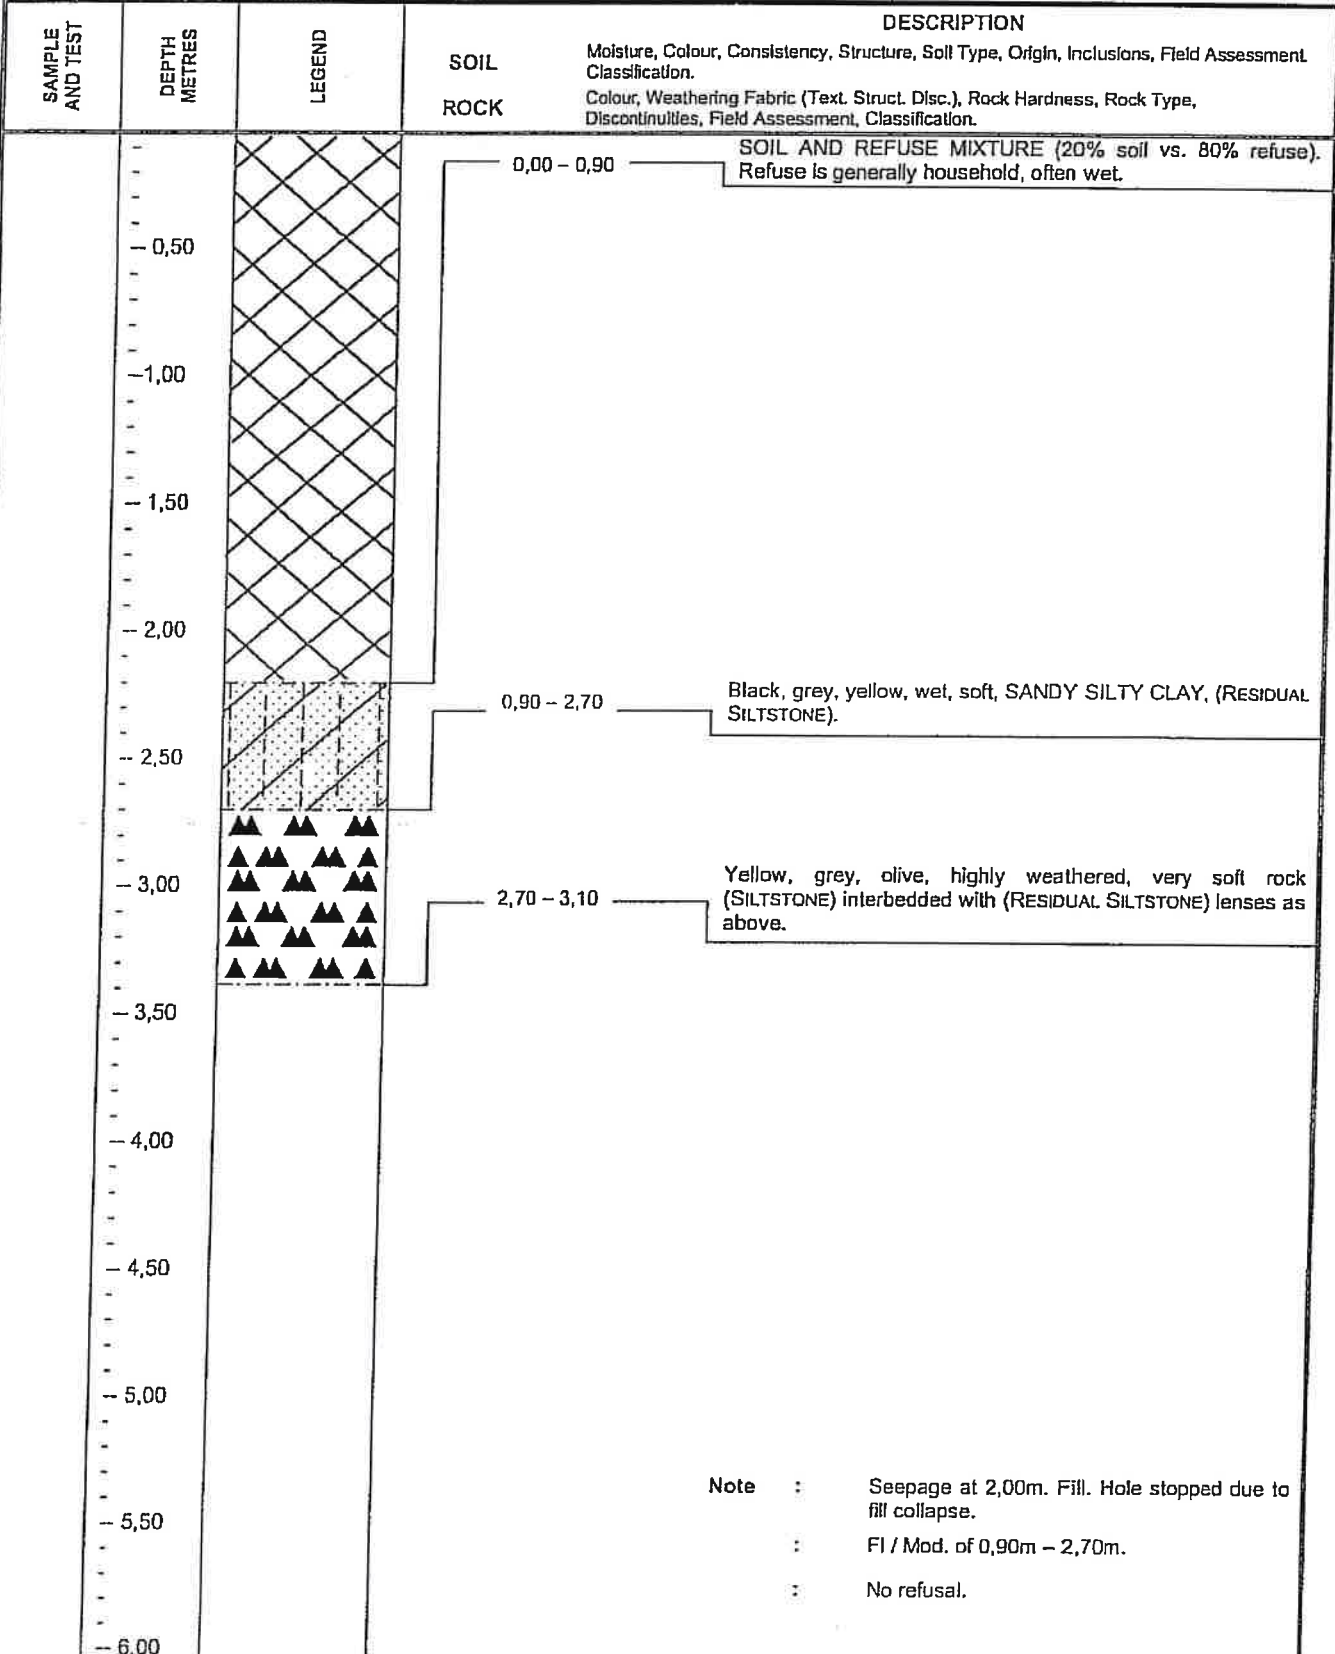 SAMPLE
AND TEST
DEPTH
METRES
LEGEND
SOIL
ROCK
DESCRIPTION
Moisture, Colour, Consistency, Structure, Soil Type, Origin, Inclusions, Field Assessment
Classification.
Colour, Weathering Fabric (Text. Struct. Disc.), Rock Hardness, Rock Type,
Discontinuities, Field Assessment, Classification.
0,00 – 0,90
SOIL AND REFUSE MIXTURE (20% soil vs. 80% refuse).
Refuse is generally household, often wet.
0,50
1,00
1,50
2,00
0,90 – 2,70
Black, grey, yellow, wet, soft, SANDY SILTY CLAY, (RESIDUAL
SILTSTONE).
2,50
3,00
2,70 – 3,10
Yellow, grey, olive, highly weathered, very soft rock
(SILTSTONE) interbedded with (RESIDUAL SILTSTONE) lenses as
above.
3,50
4,00
4,50
5,00
5,50
6,00
Note : Seepage at 2,00m. Fill. Hole stopped due to
fill collapse.
: FI / Mod. of 0,90m – 2,70m.
: No refusal.